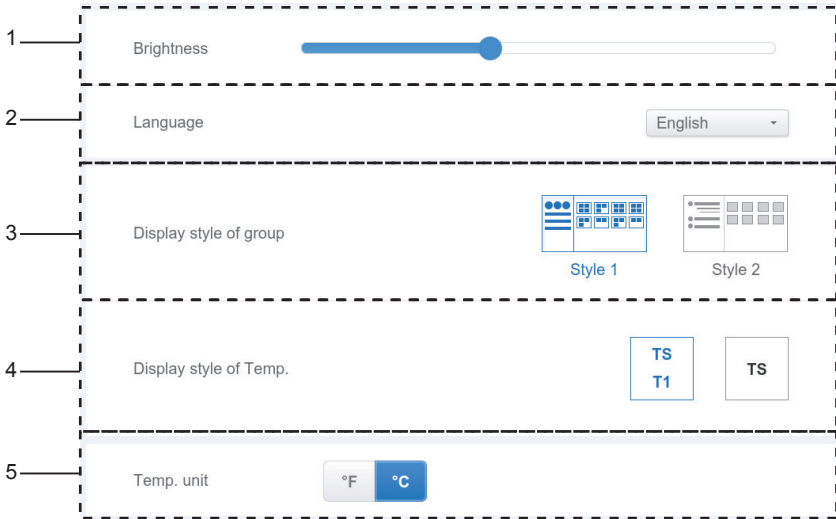 1
Brightness
2
Language
English
3
Display style of group
Style 1
Style 2
4
Display style of Temp.
TS
T1
TS
5
Temp. unit
°F
°C